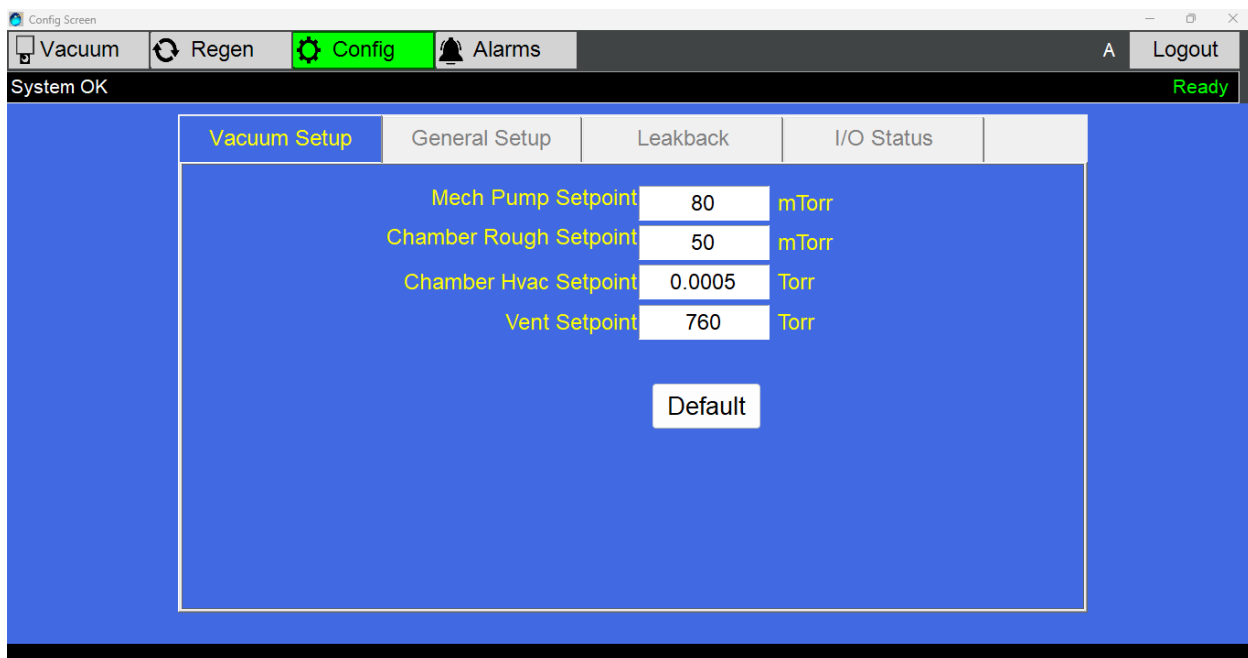 Config Screen
Vacuum Regen Config Alarms A Logout
System OK Ready
Vacuum Setup General Setup Leakback I/O Status
Mech Pump Setpoint 80 mTorr
Chamber Rough Setpoint 50 mTorr
Chamber Hvac Setpoint 0.0005 Torr
Vent Setpoint 760 Torr
Default